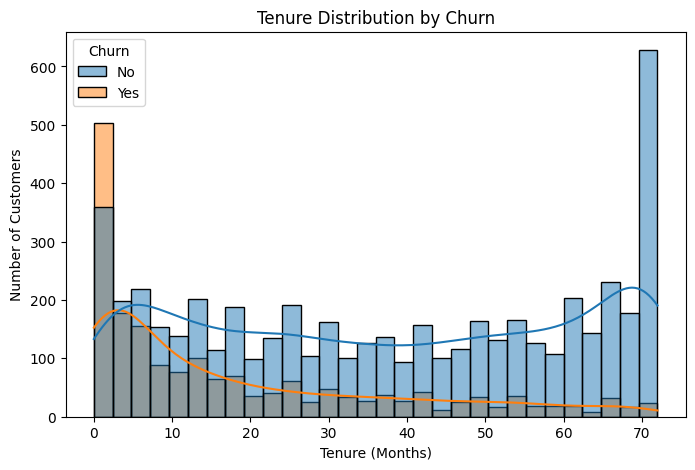 Tenure Distribution by Churn
Churn
No
Yes
Number of Customers
600
500
400
300
200
100
0
0 10 20 30 40 50 60 70
Tenure (Months)